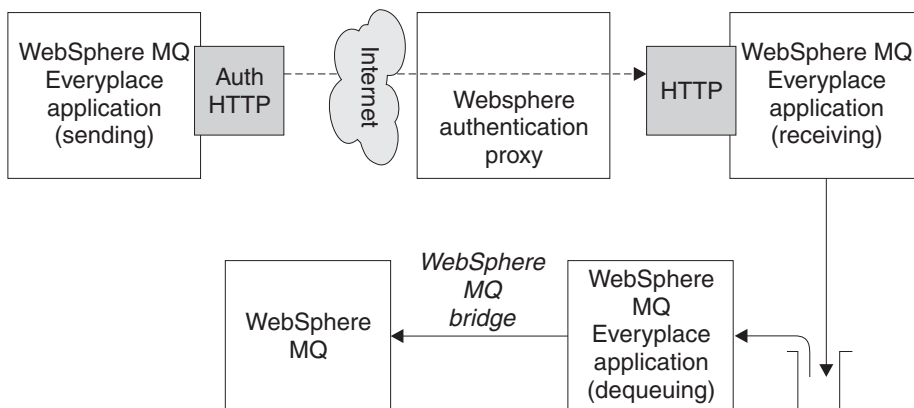 WebSphere MQ
Everyplace
application
(sending)
Auth
HTTP
Internet
Websphere
authentication
proxy
HTTP
WebSphere MQ
Everyplace
application
(receiving)
WebSphere
MQ
WebSphere
MQ
bridge
WebSphere
MQ
Everyplace
application
(dequeuing)